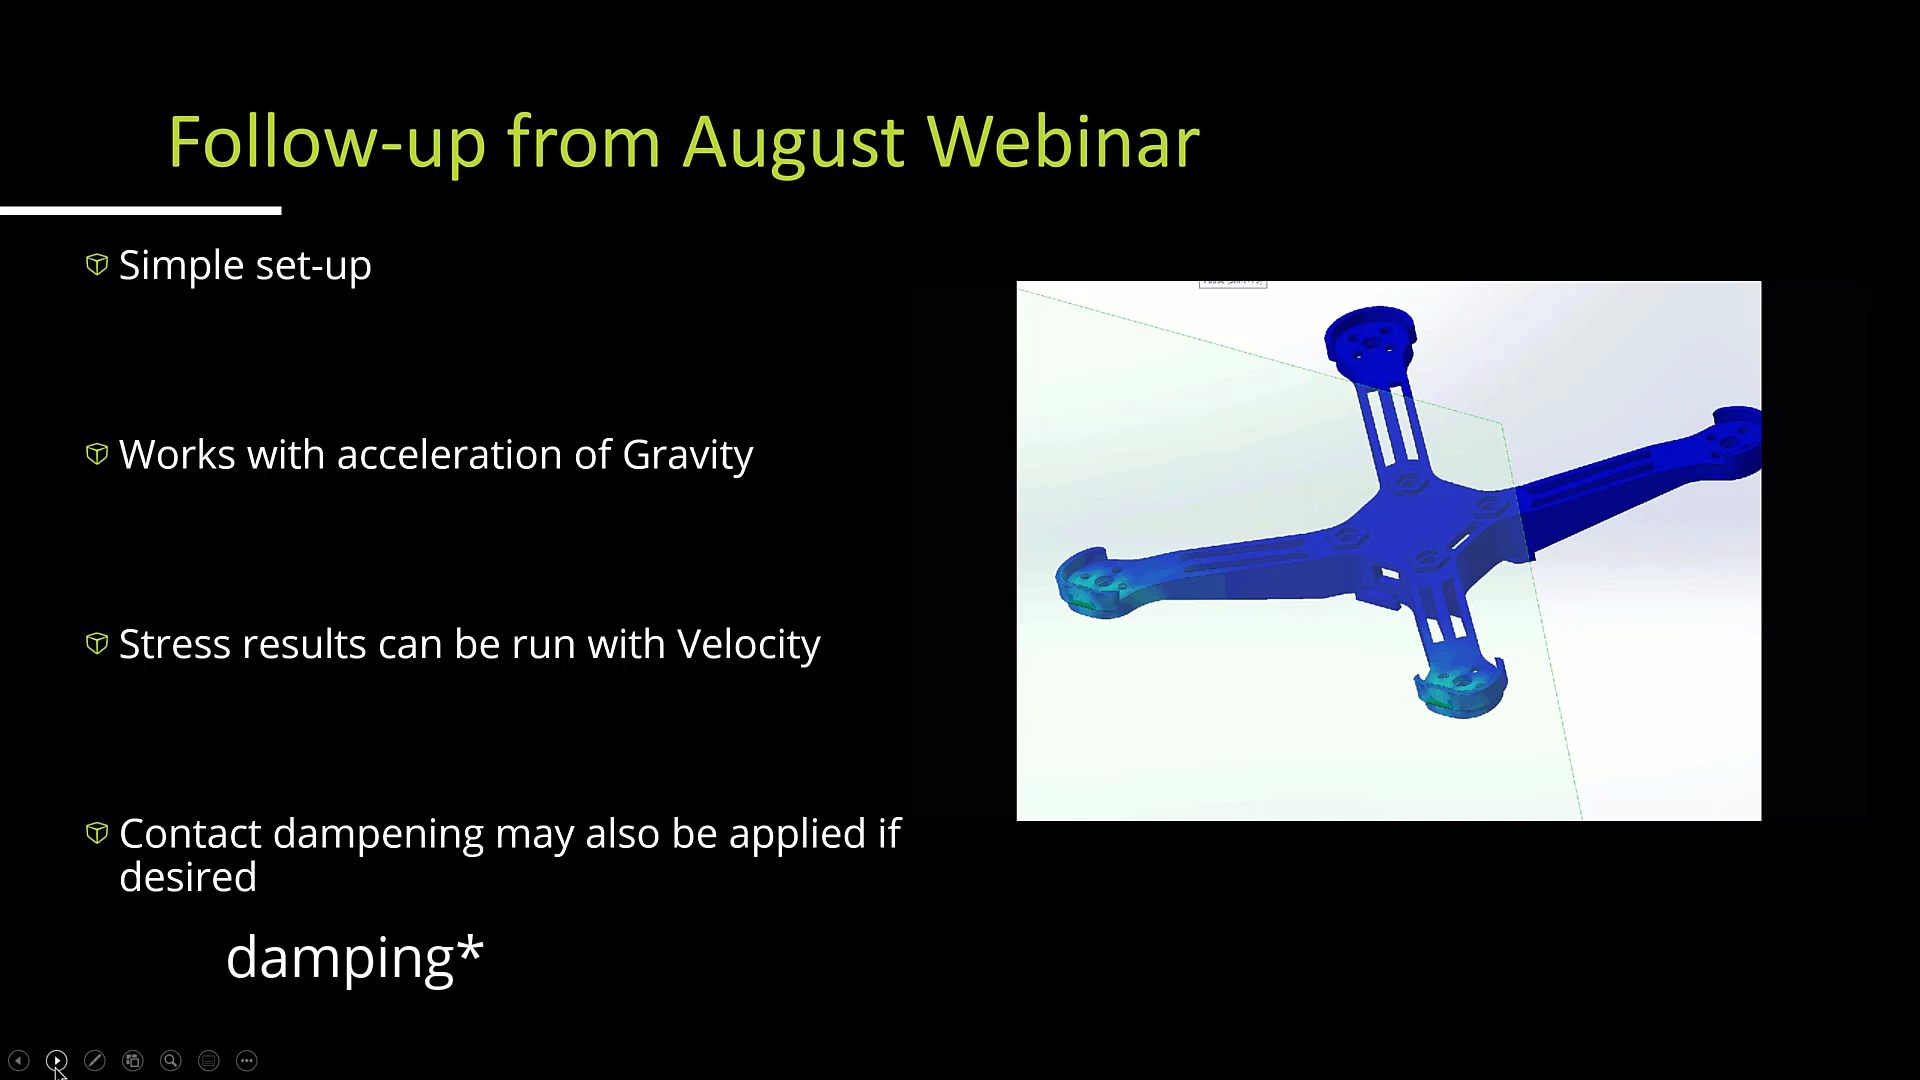 Follow-up from August Webinar
Simple set-up
Works with acceleration of Gravity
Stress results can be run with Velocity
Contact dampening may also be applied if
desired
damping*